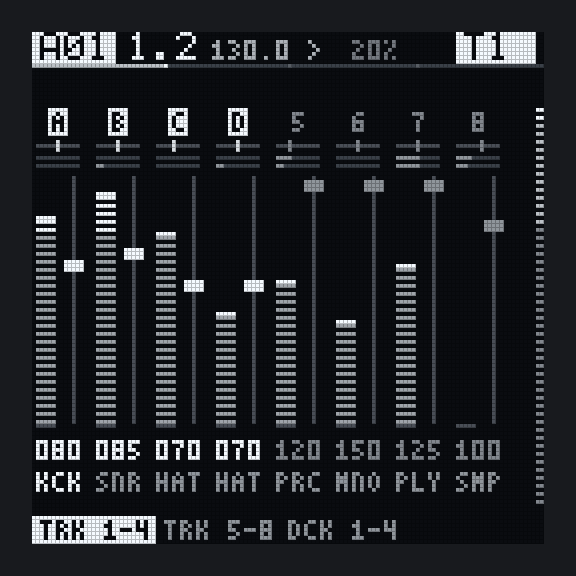 A01 1.2 130.0 > 20% T1
A B C D 5 6 7 8
080 085 070 070 120 150 125 100
KCK SNR HAT HAT PRC MNO PLY SMP
TRK 1-4 TRK 5-8 DCK 1-4